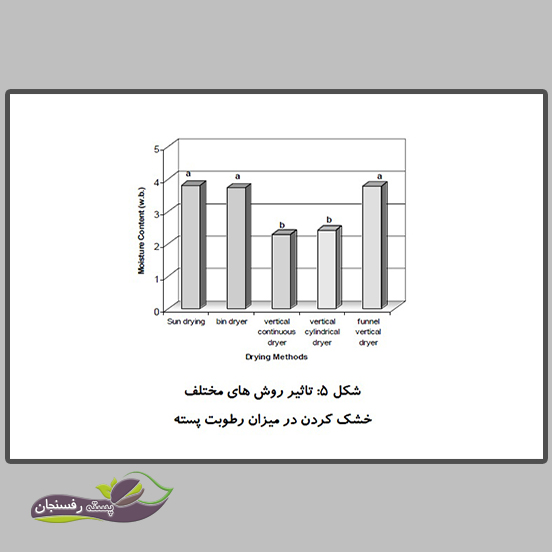 5
4
3
2
1
0
Moisture Content (w.b.)
a
a
b
b
a
Sun drying
bin dryer
vertical
continuous
dryer
vertical
cylindrical
dryer
funnel
vertical
dryer
Drying Methods
شکل ۵: تاثیر روش های مختلف
خشک کردن در میزان رطوبت پسته
پسته رفسنجان